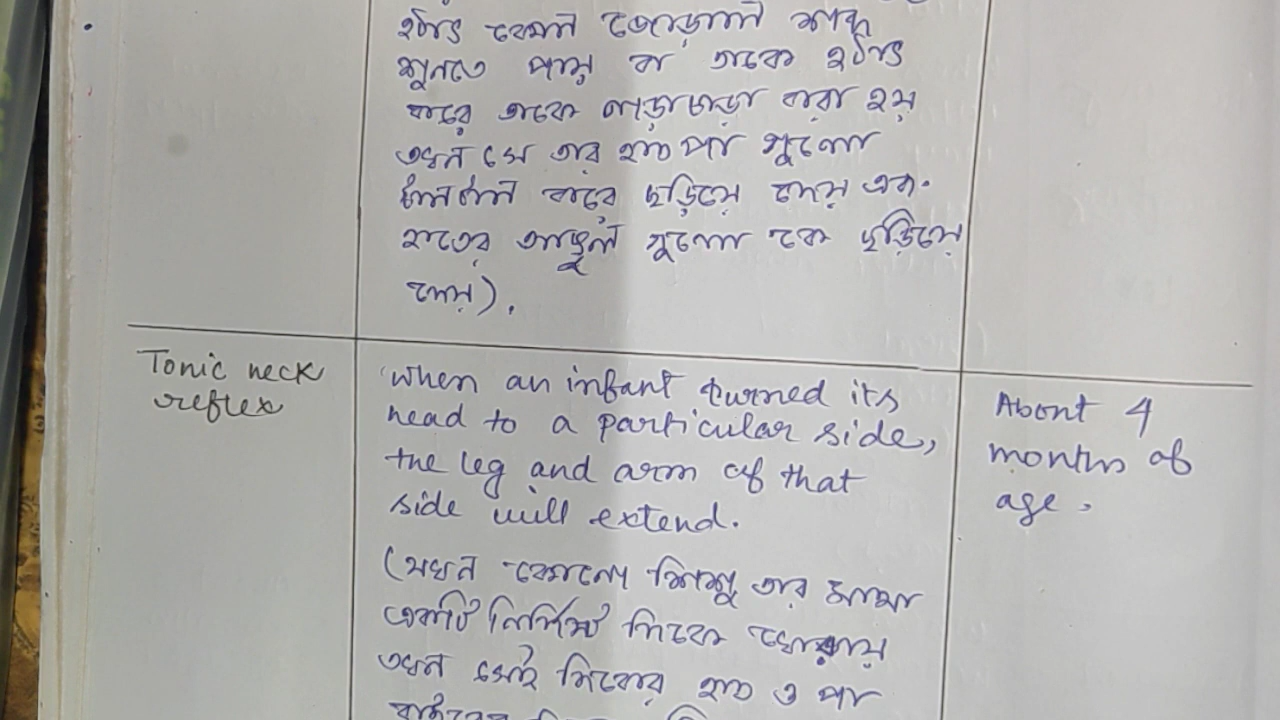 হঠাৎ কোন জোড়াল শব্দ
শুনতে পায় বা তাকে হঠাৎ
করে তাকে নাড়াচাড়া করা হয়
তখন সে তার হাত পা গুলো
টানটান করে ছড়িয়ে দেয় এবং
হাতের আঙুল গুলো কে ছড়িয়ে
দেয়).
Tonic neck
reflex
when an infant turned its
head to a particular side,
the leg and arm of that
side will extend.
(যখন কোনো শিশু তার মাথা
একটি নির্দিষ্ট দিকে ঘোরায়
তখন সেই দিকের হাত ও পা
About 4
months of
age.